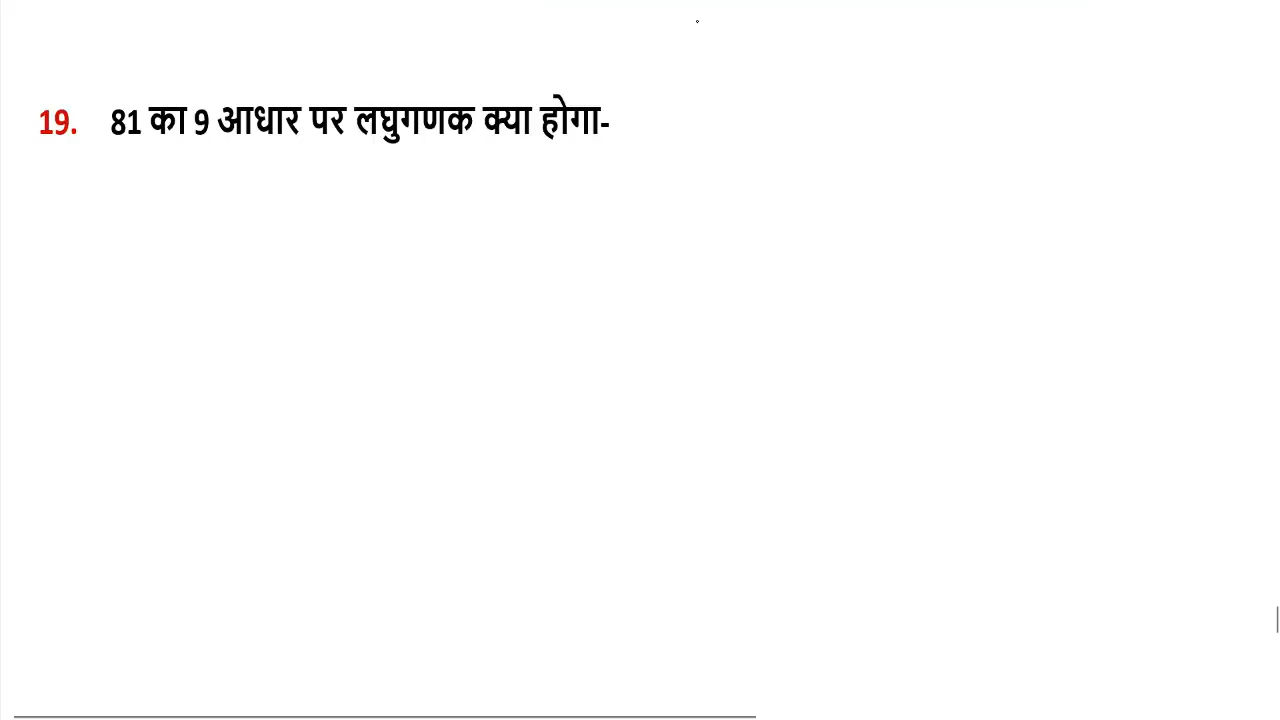 19. 81 का 9 आधार पर लघुगणक क्या होगा-